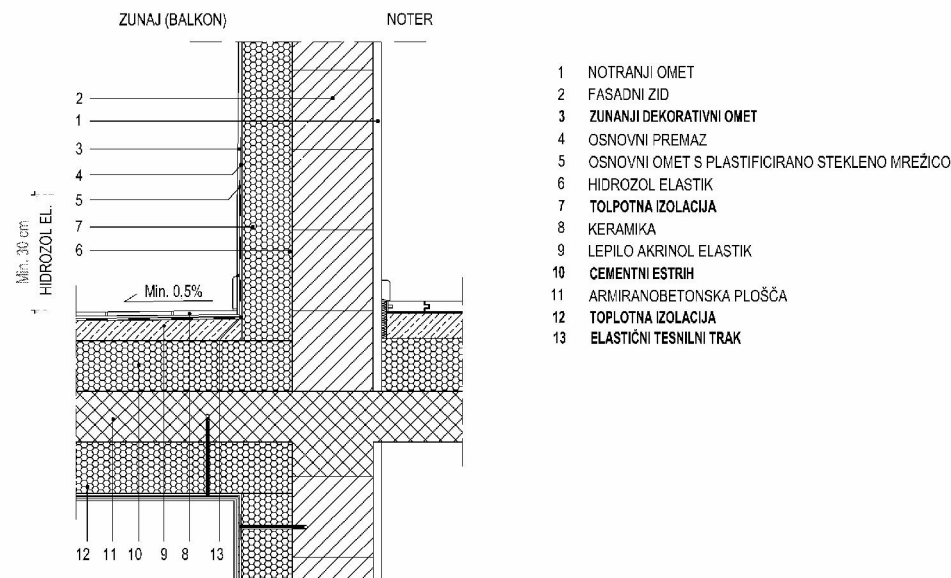 ZUNAJ (BALKON)
NOTER
2
1
3
4
5
7
6
Min. 30 cm
HIDROZOL EL.
Min. 0.5%
12 11 10 9 8 13
1 NOTRANJI OMET
2 FASADNI ZID
3 ZUNANJI DEKORATIVNI OMET
4 OSNOVNI PREMAZ
5 OSNOVNI OMET S PLASTIFICIRANO STEKLENO MREŽICO
6 HIDROZOL ELASTIK
7 TOLPOTNA IZOLACIJA
8 KERAMIKA
9 LEPILO AKRINOL ELASTIK
10 CEMENTNI ESTRIH
11 ARMIRANOBETONSKA PLOŠČA
12 TOPLOTNA IZOLACIJA
13 ELASTIČNI TESNILNI TRAK